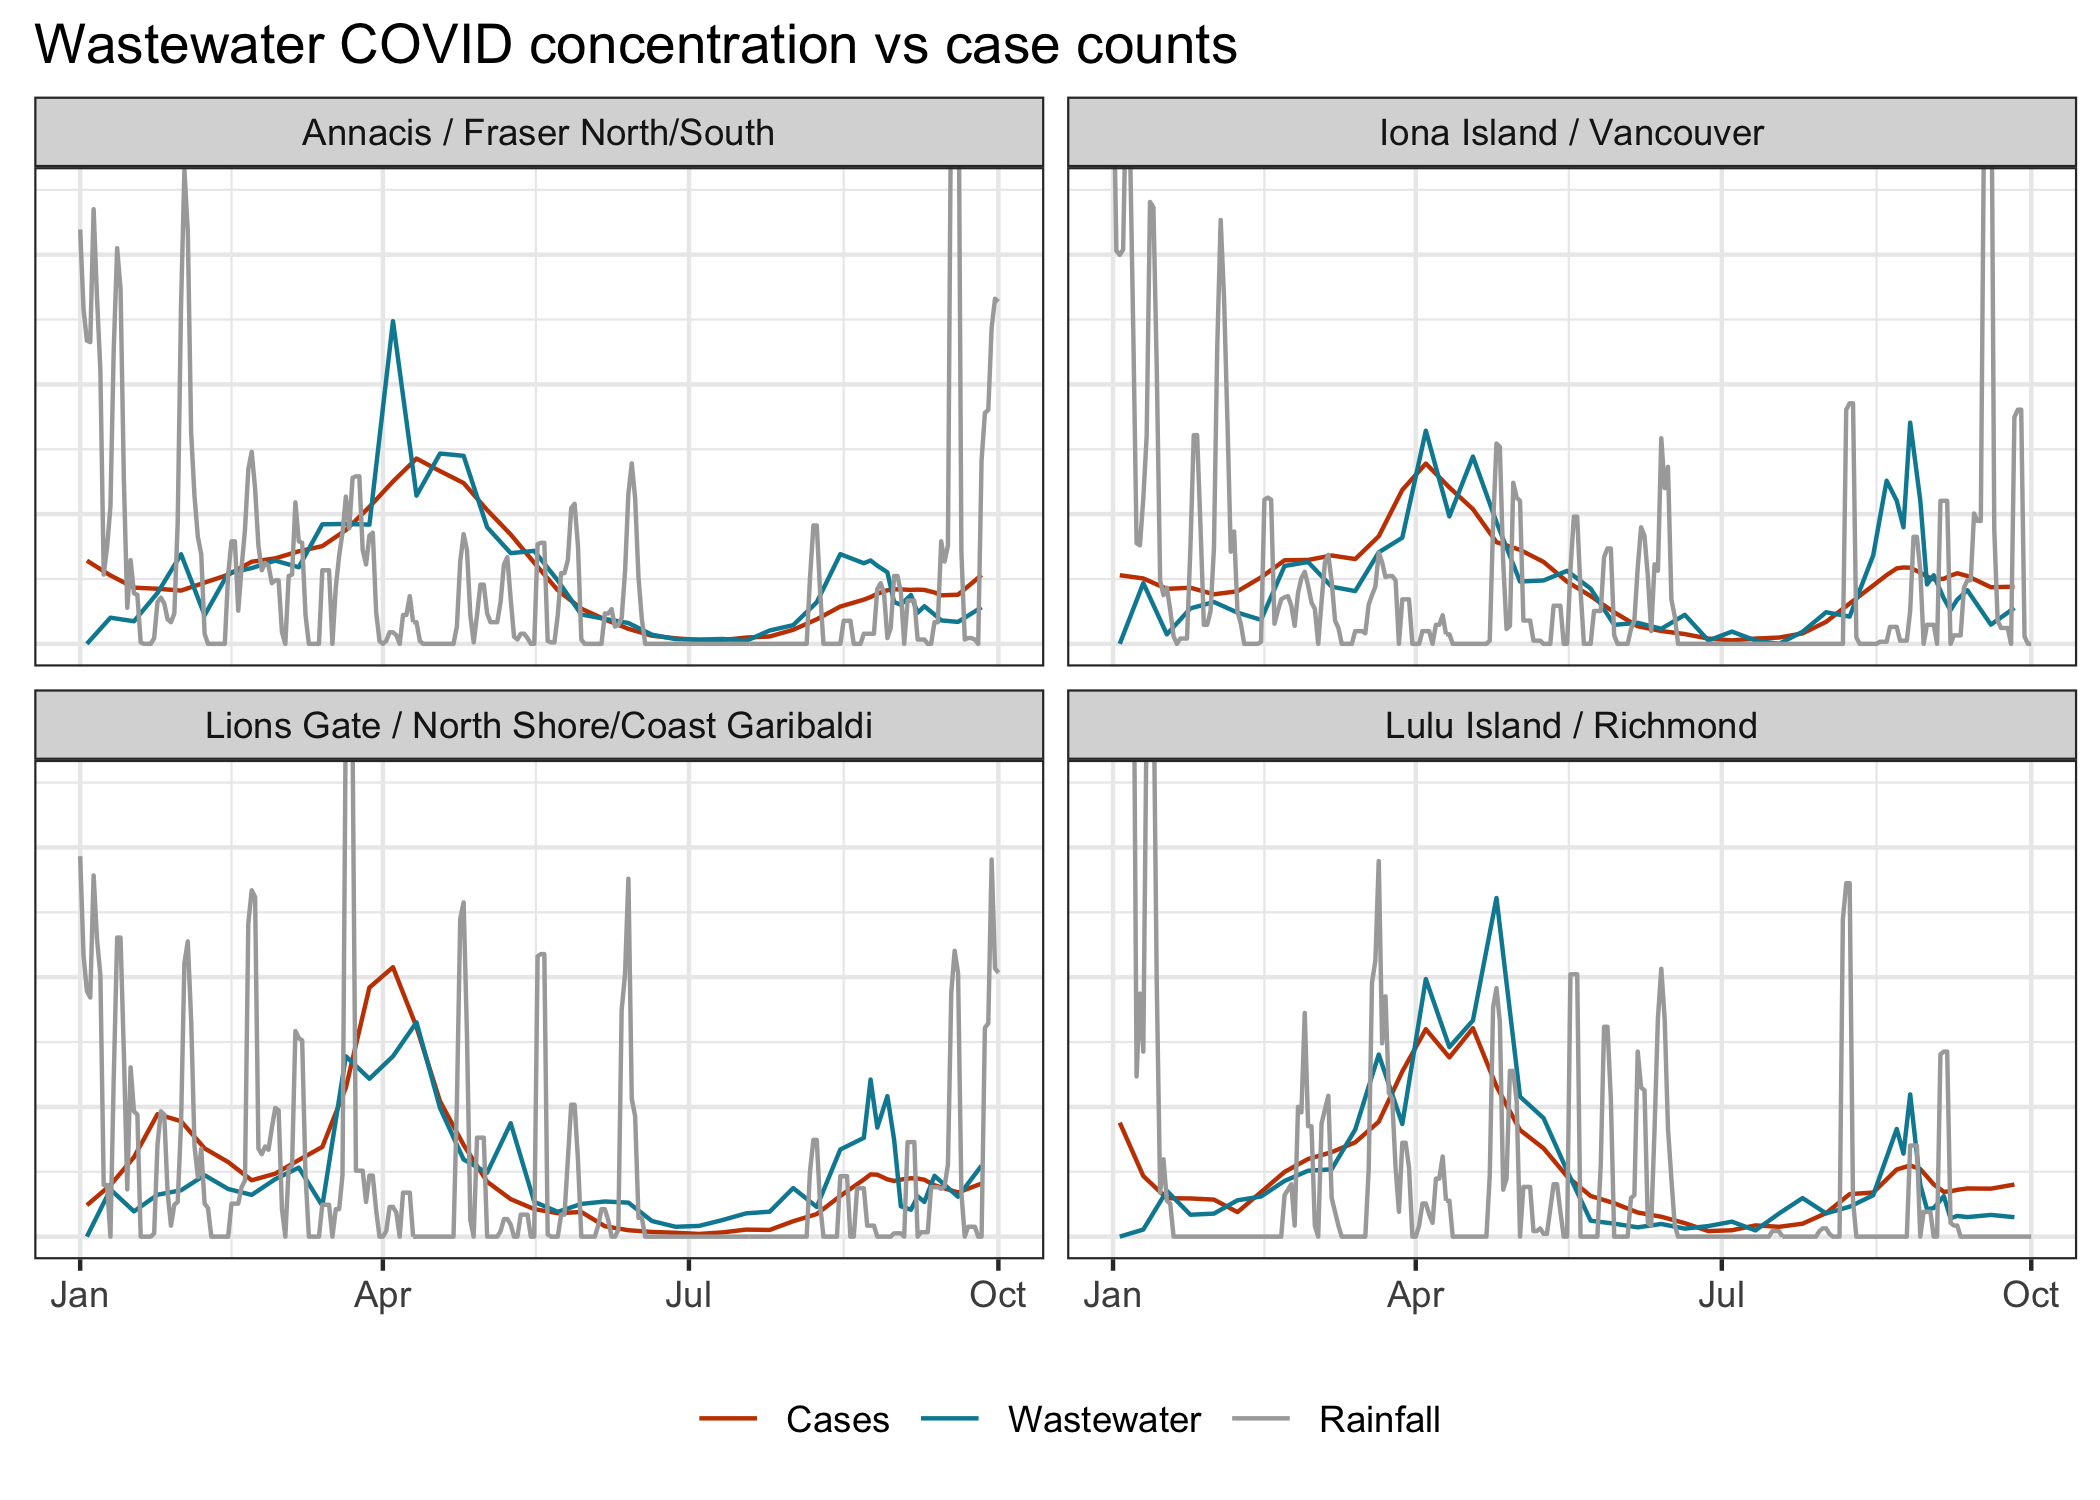 Wastewater COVID concentration vs case counts
Annacis / Fraser North/South
Iona Island / Vancouver
Lions Gate / North Shore/Coast Garibaldi
Lulu Island / Richmond
Jan Apr Jul Oct Jan Apr Jul Oct
Cases Wastewater Rainfall